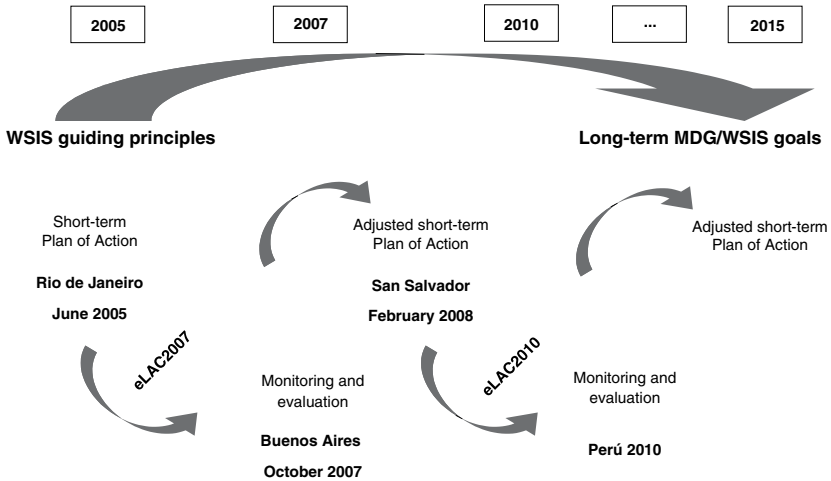 2005
2007
2010
...
2015
WSIS guiding principles
Long-term MDG/WSIS goals
Short-term
Plan of Action
Rio de Janeiro
June 2005
eLAC2007
Monitoring and
evaluation
Buenos Aires
October 2007
Adjusted short-term
Plan of Action
San Salvador
February 2008
eLAC2010
Monitoring and
evaluation
Perú 2010
Adjusted short-term
Plan of Action